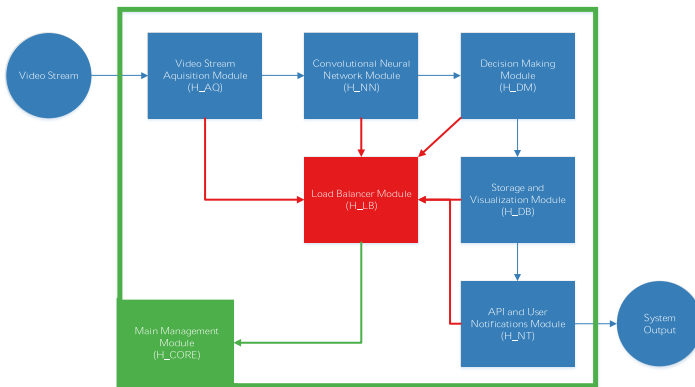 Video Stream
Video Stream
Aquisition Module
(H_AQ)
Convolutional Neural
Network Module
(H_NN)
Decision Making
Module
(H_DM)
Load Balancer Module
(H_LB)
Storage and
Visualization Module
(H_DB)
Main Management
Module
(H_CORE)
API and User
Notifications Module
(H_NT)
System
Output